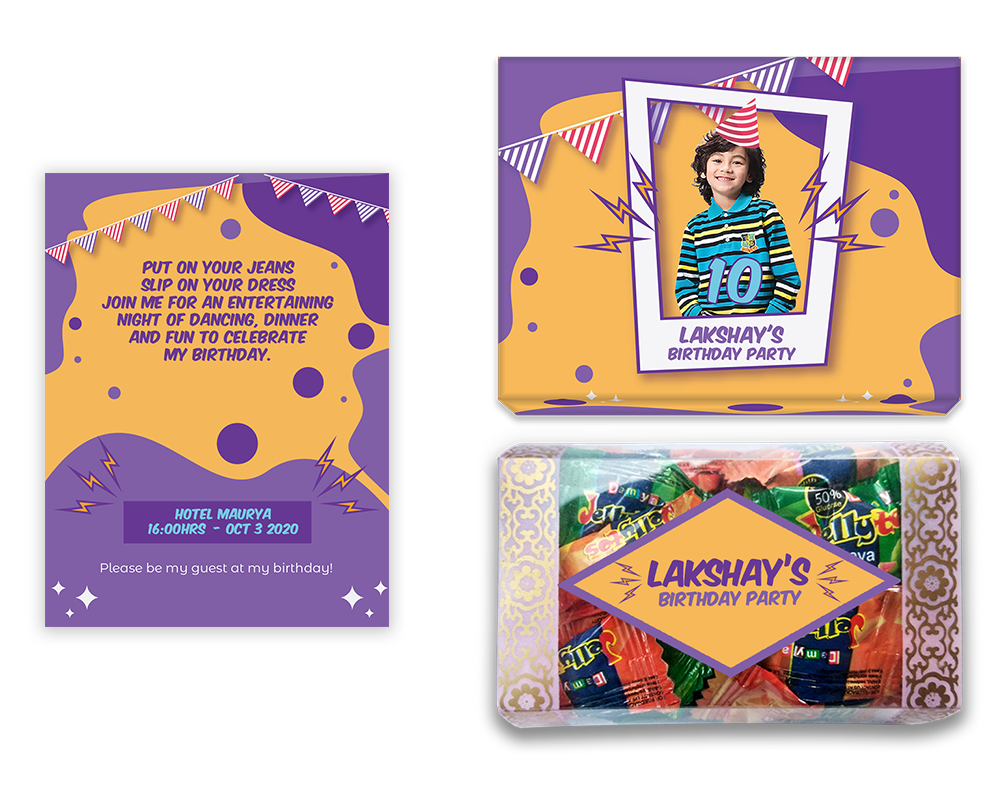 PUT ON YOUR JEANS
SLIP ON YOUR DRESS
JOIN ME FOR AN ENTERTAINING
NIGHT OF DANCING, DINNER
AND FUN TO CELEBRATE
MY BIRTHDAY.
HOTEL MAURYA
16:00HRS - OCT 3 2020
Please be my guest at my birthday!
10
LAKSHAY'S
BIRTHDAY PARTY
50%
Glucose
LAKSHAY'S
BIRTHDAY PARTY